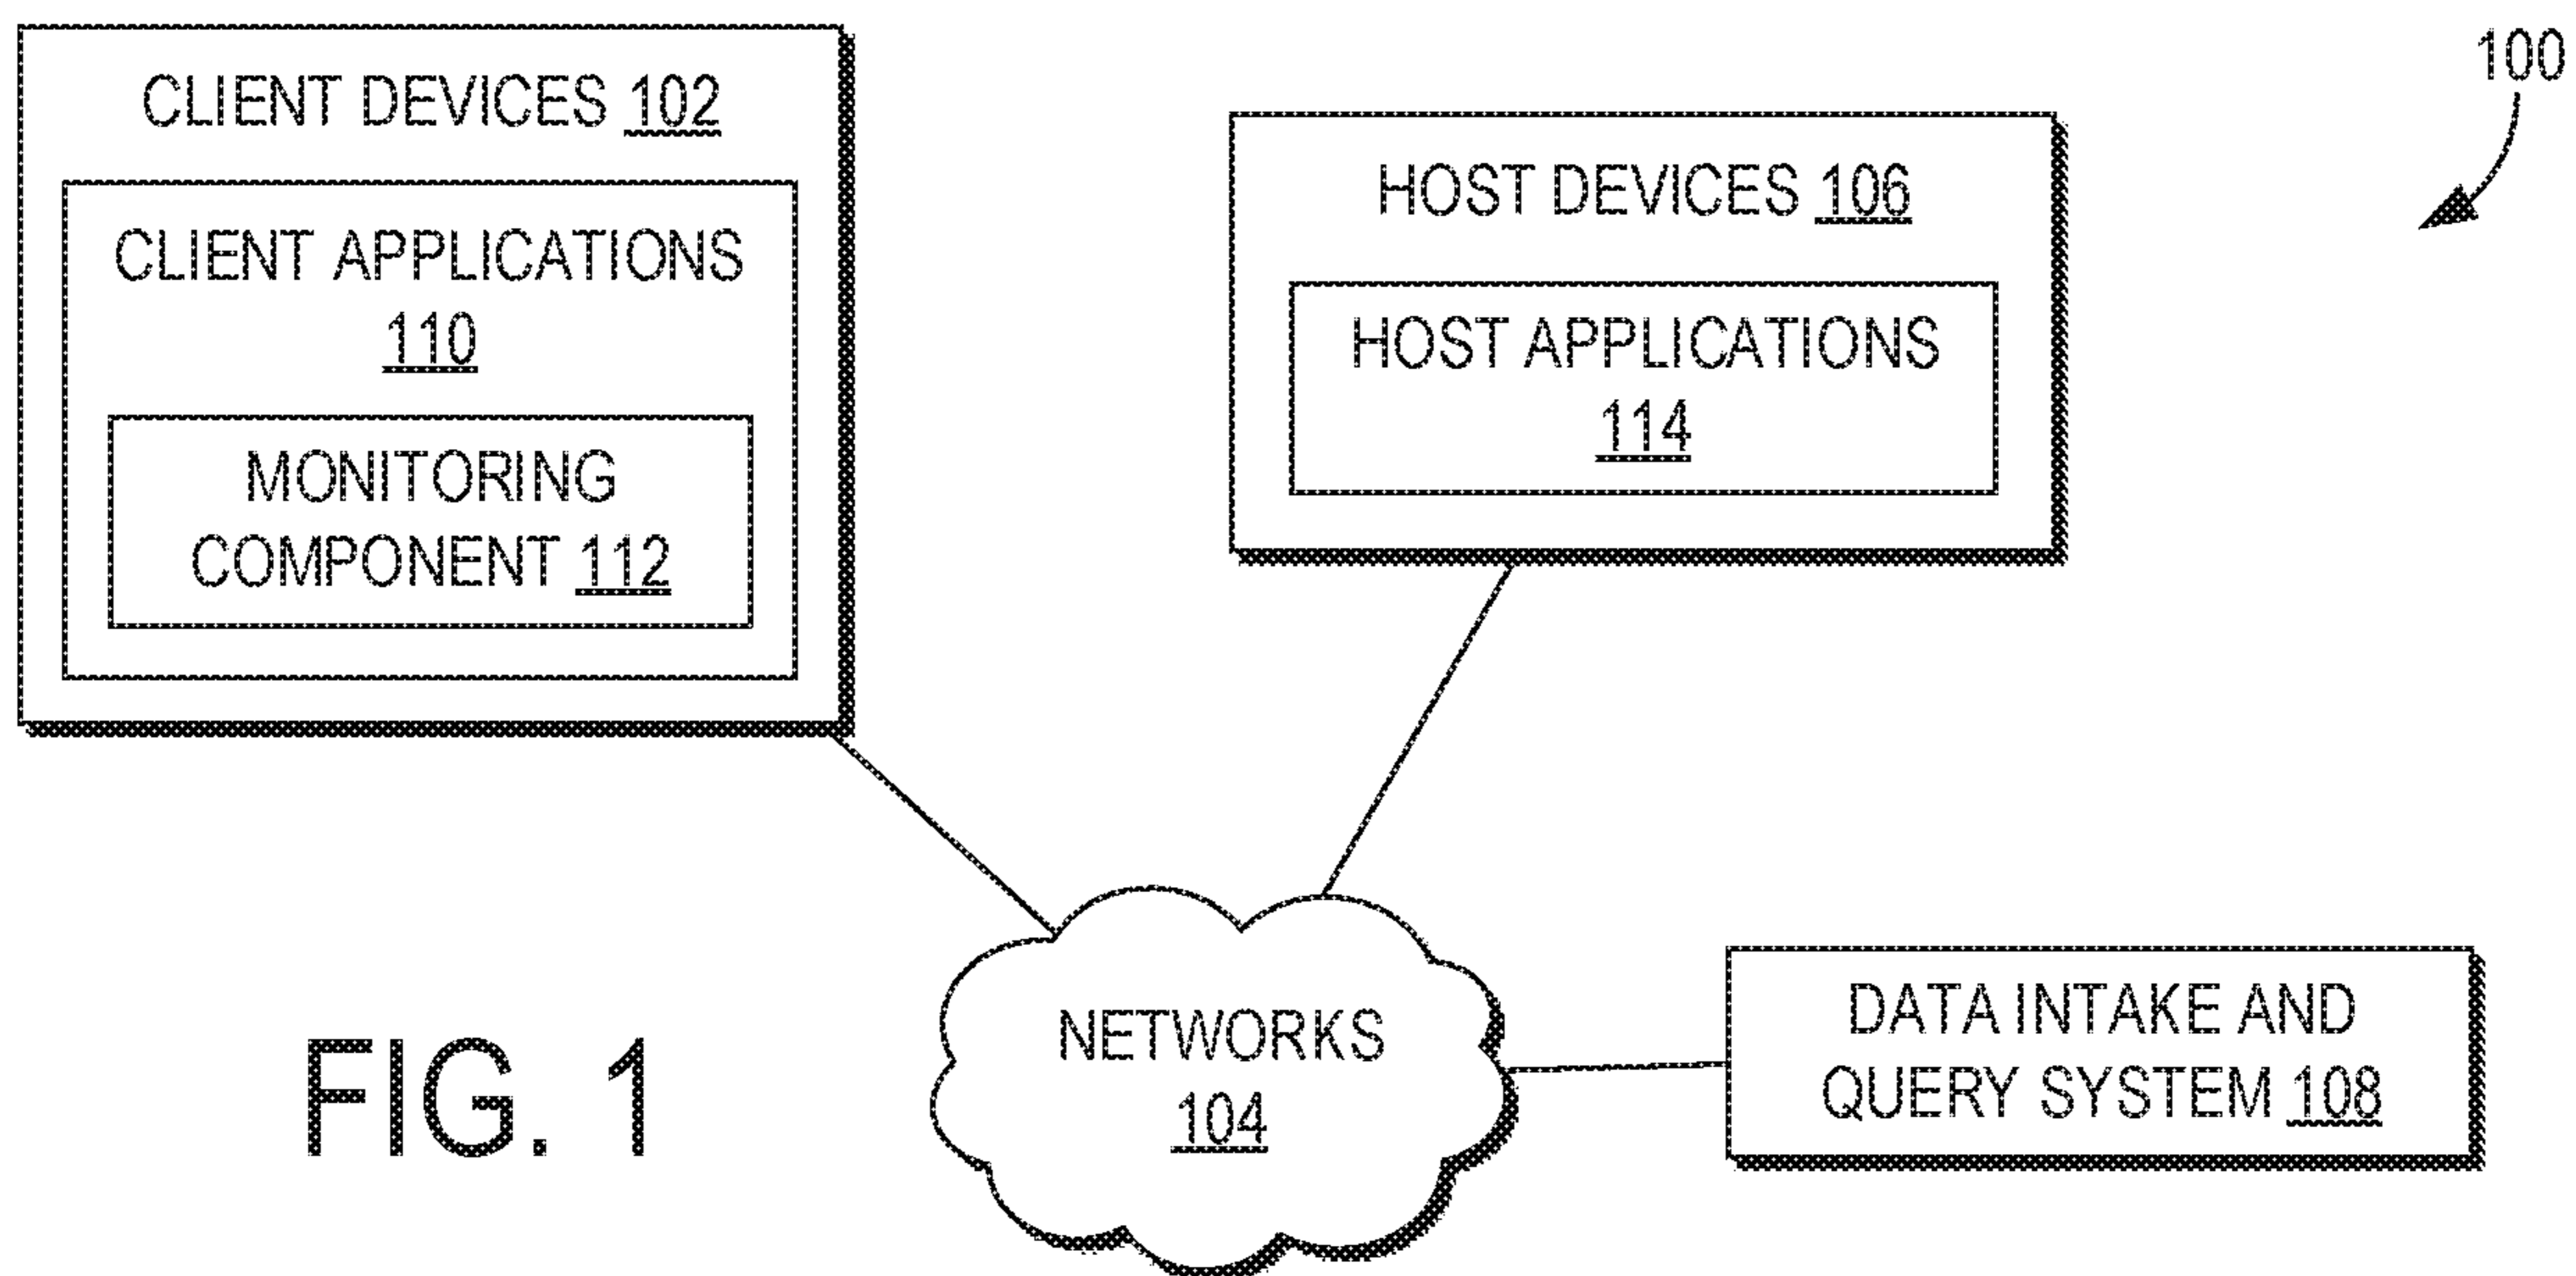 100
CLIENT DEVICES 102
CLIENT APPLICATIONS
110
MONITORING
COMPONENT 112
HOST DEVICES 106
HOST APPLICATIONS
114
NETWORKS
104
DATA INTAKE AND
QUERY SYSTEM 108
FIG. 1